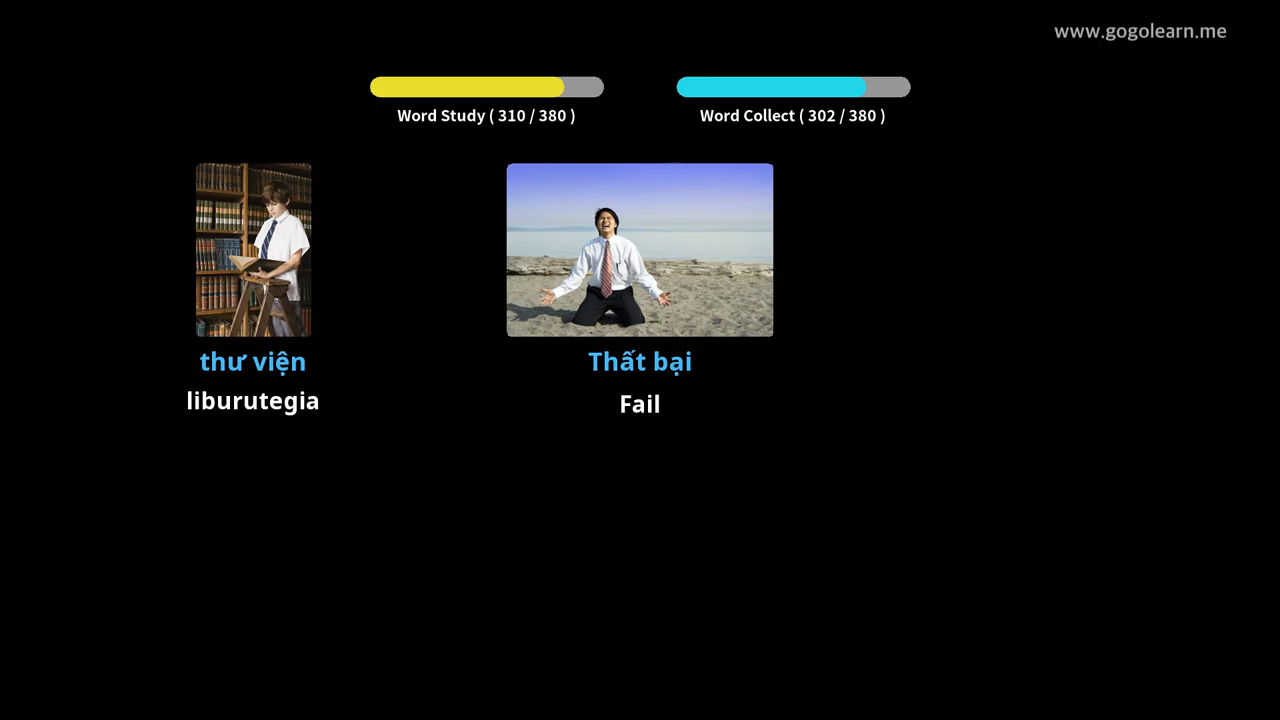 www.gogolearn.me
Word Study ( 310 / 380 )
Word Collect ( 302 / 380 )
thư viện
liburutegia
Thất bại
Fail